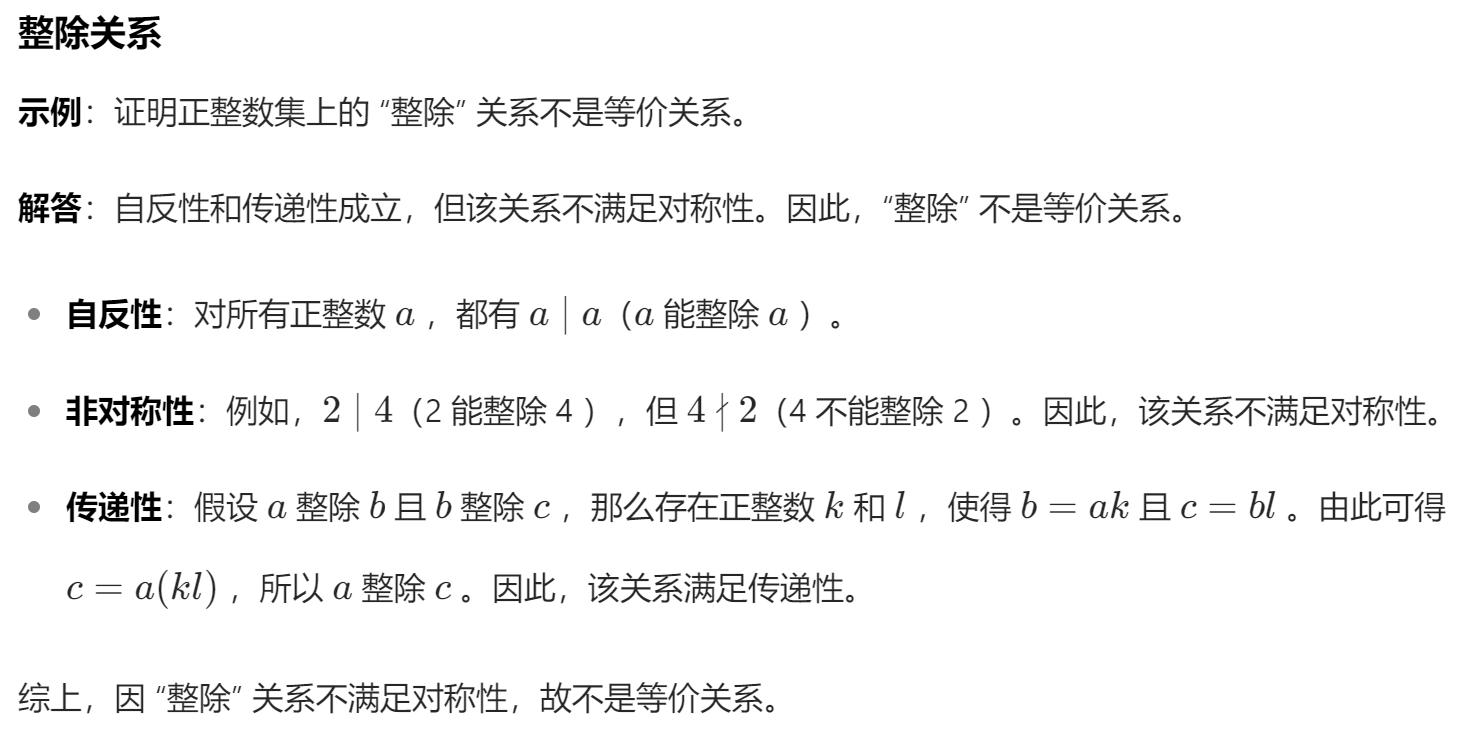 整除关系
示例：证明正整数集上的 “整除” 关系不是等价关系。
解答：自反性和传递性成立，但该关系不满足对称性。因此，“整除” 不是等价关系。
• 自反性：对所有正整数 a ，都有 a ∣ a（a 能整除 a ）。
• 非对称性：例如，2 ∣ 4（2 能整除 4 ），但 4 ∤ 2（4 不能整除 2 ）。因此，该关系不满足对称性。
• 传递性：假设 a 整除 b 且 b 整除 c ，那么存在正整数 k 和 l ，使得 b = ak 且 c = bl 。由此可得
c = a(kl) ，所以 a 整除 c 。因此，该关系满足传递性。
综上，因 “整除” 关系不满足对称性，故不是等价关系。